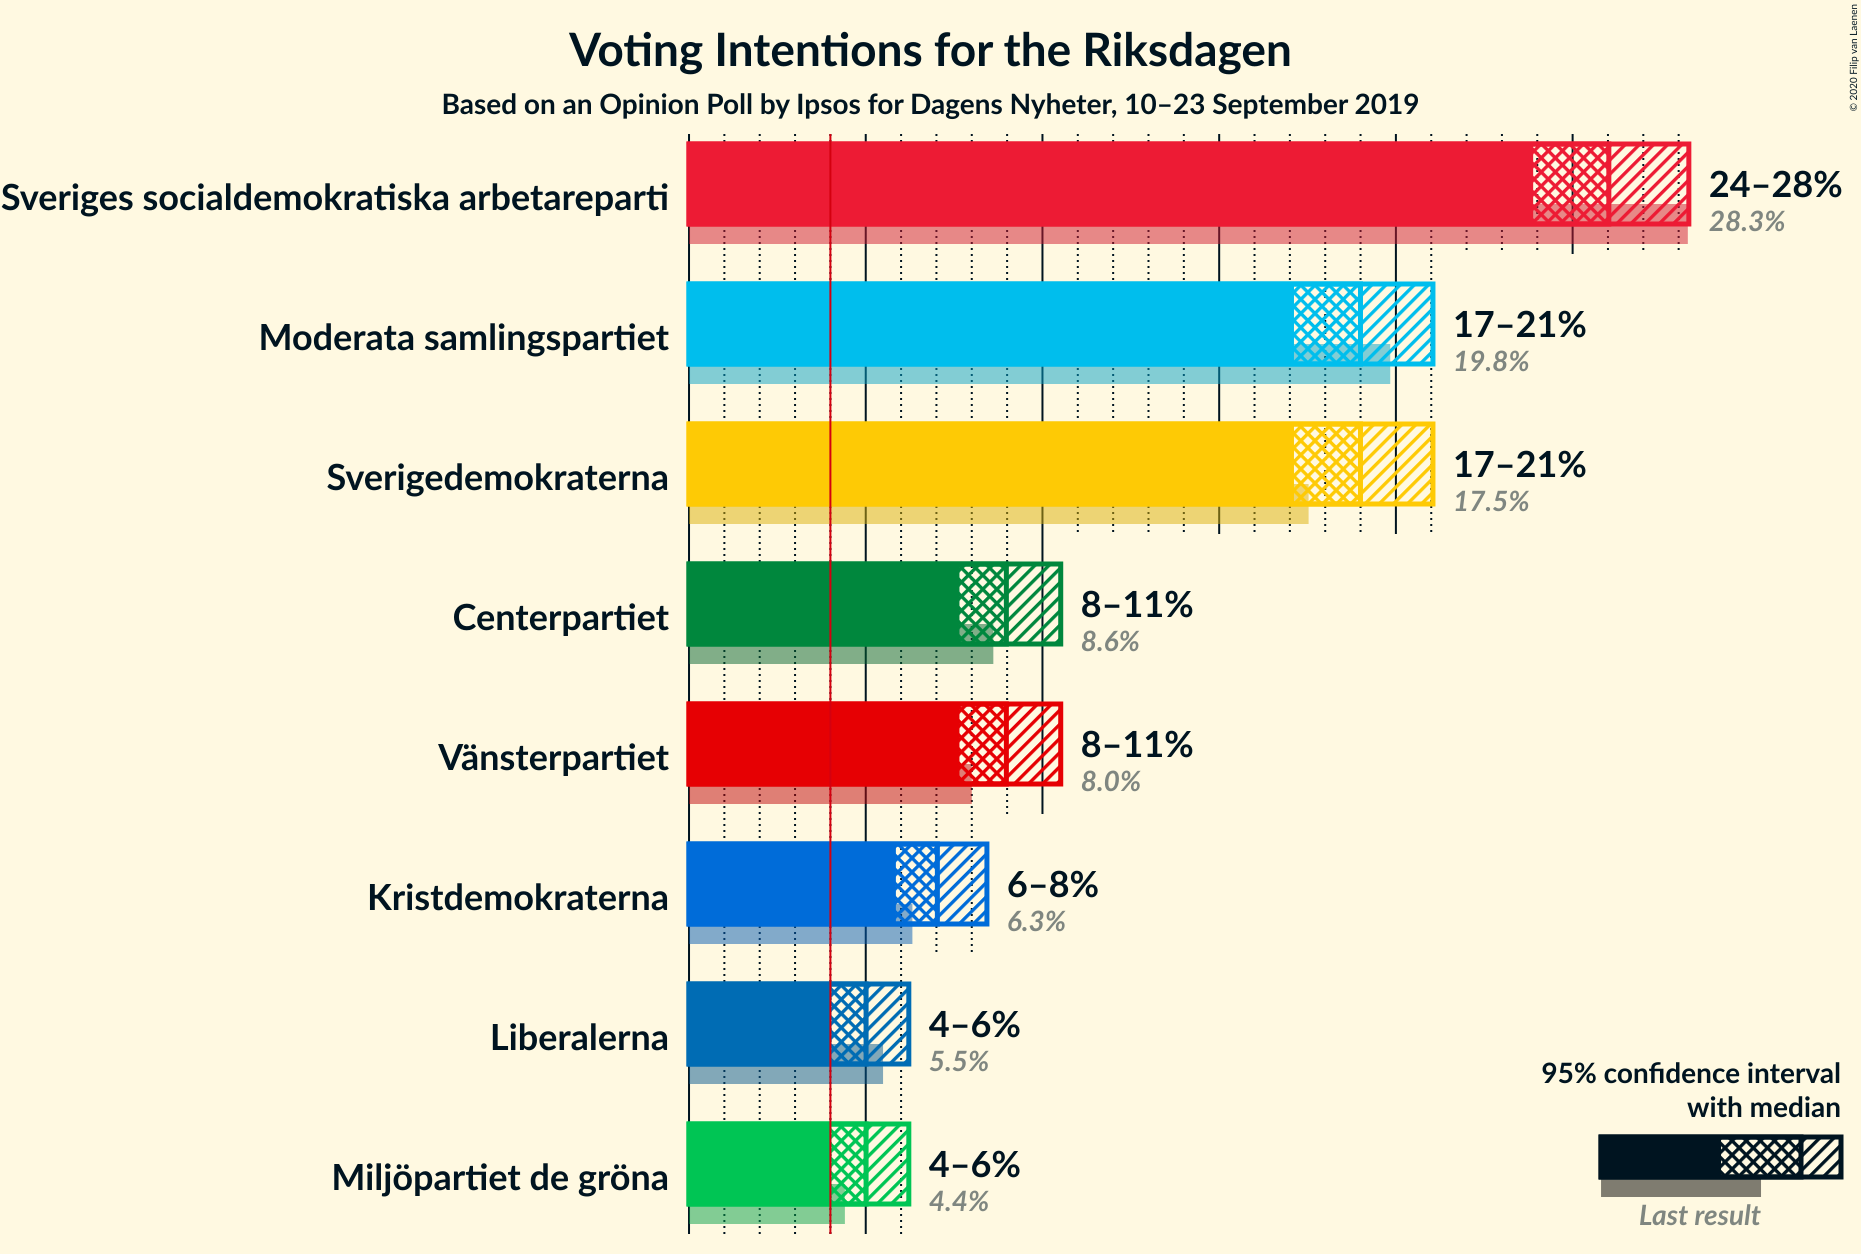 Voting Intentions for the Riksdagen
Based on an Opinion Poll by Ipsos for Dagens Nyheter, 10–23 September 2019
© 2020 Filip van Laenen
Sveriges socialdemokratiska arbetareparti
24–28%
28.3%
Moderata samlingspartiet
17–21%
19.8%
Sverigedemokraterna
17–21%
17.5%
Centerpartiet
8–11%
8.6%
Vänsterpartiet
8–11%
8.0%
Kristdemokraterna
6–8%
6.3%
Liberalerna
4–6%
5.5%
Miljöpartiet de gröna
4–6%
4.4%
95% confidence interval
with median
Last result